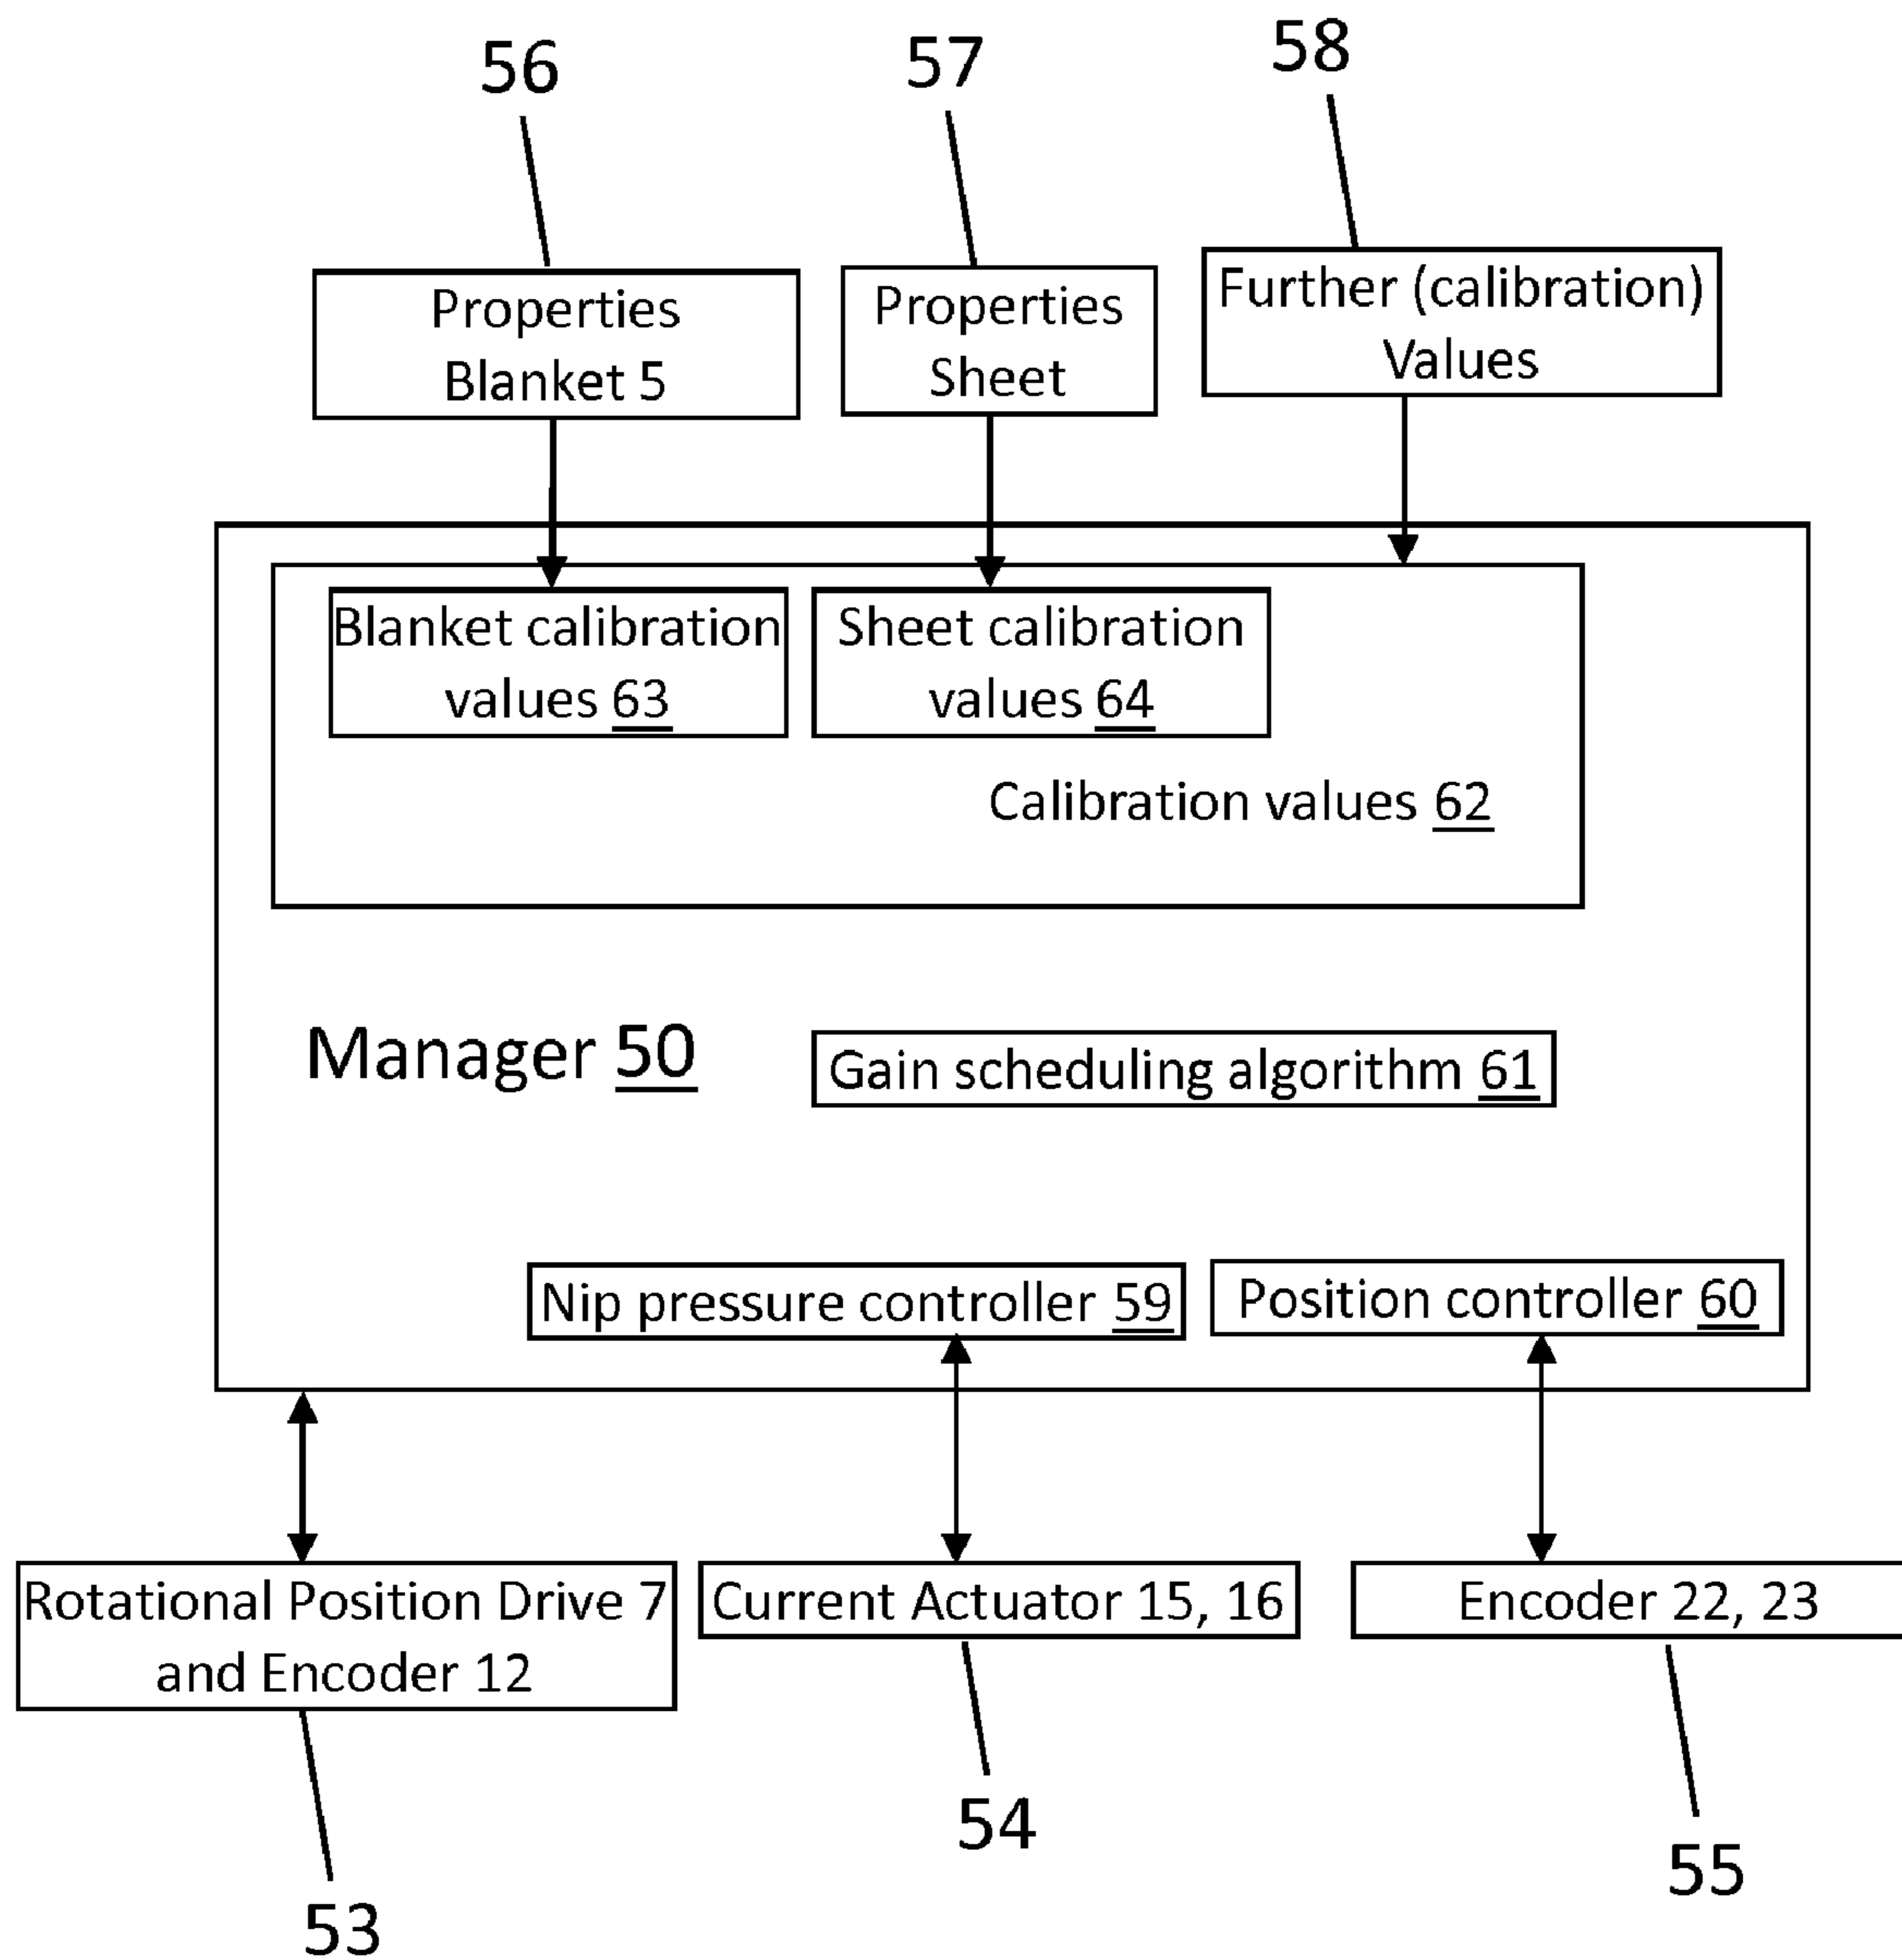 56
57
58
Properties
Blanket 5
Properties
Sheet
Further (calibration)
Values
Blanket calibration
values 63
Sheet calibration
values 64
Calibration values 62
Manager 50
Gain scheduling algorithm 61
Nip pressure controller 59
Position controller 60
Rotational Position Drive 7
and Encoder 12
Current Actuator 15, 16
Encoder 22, 23
53
54
55